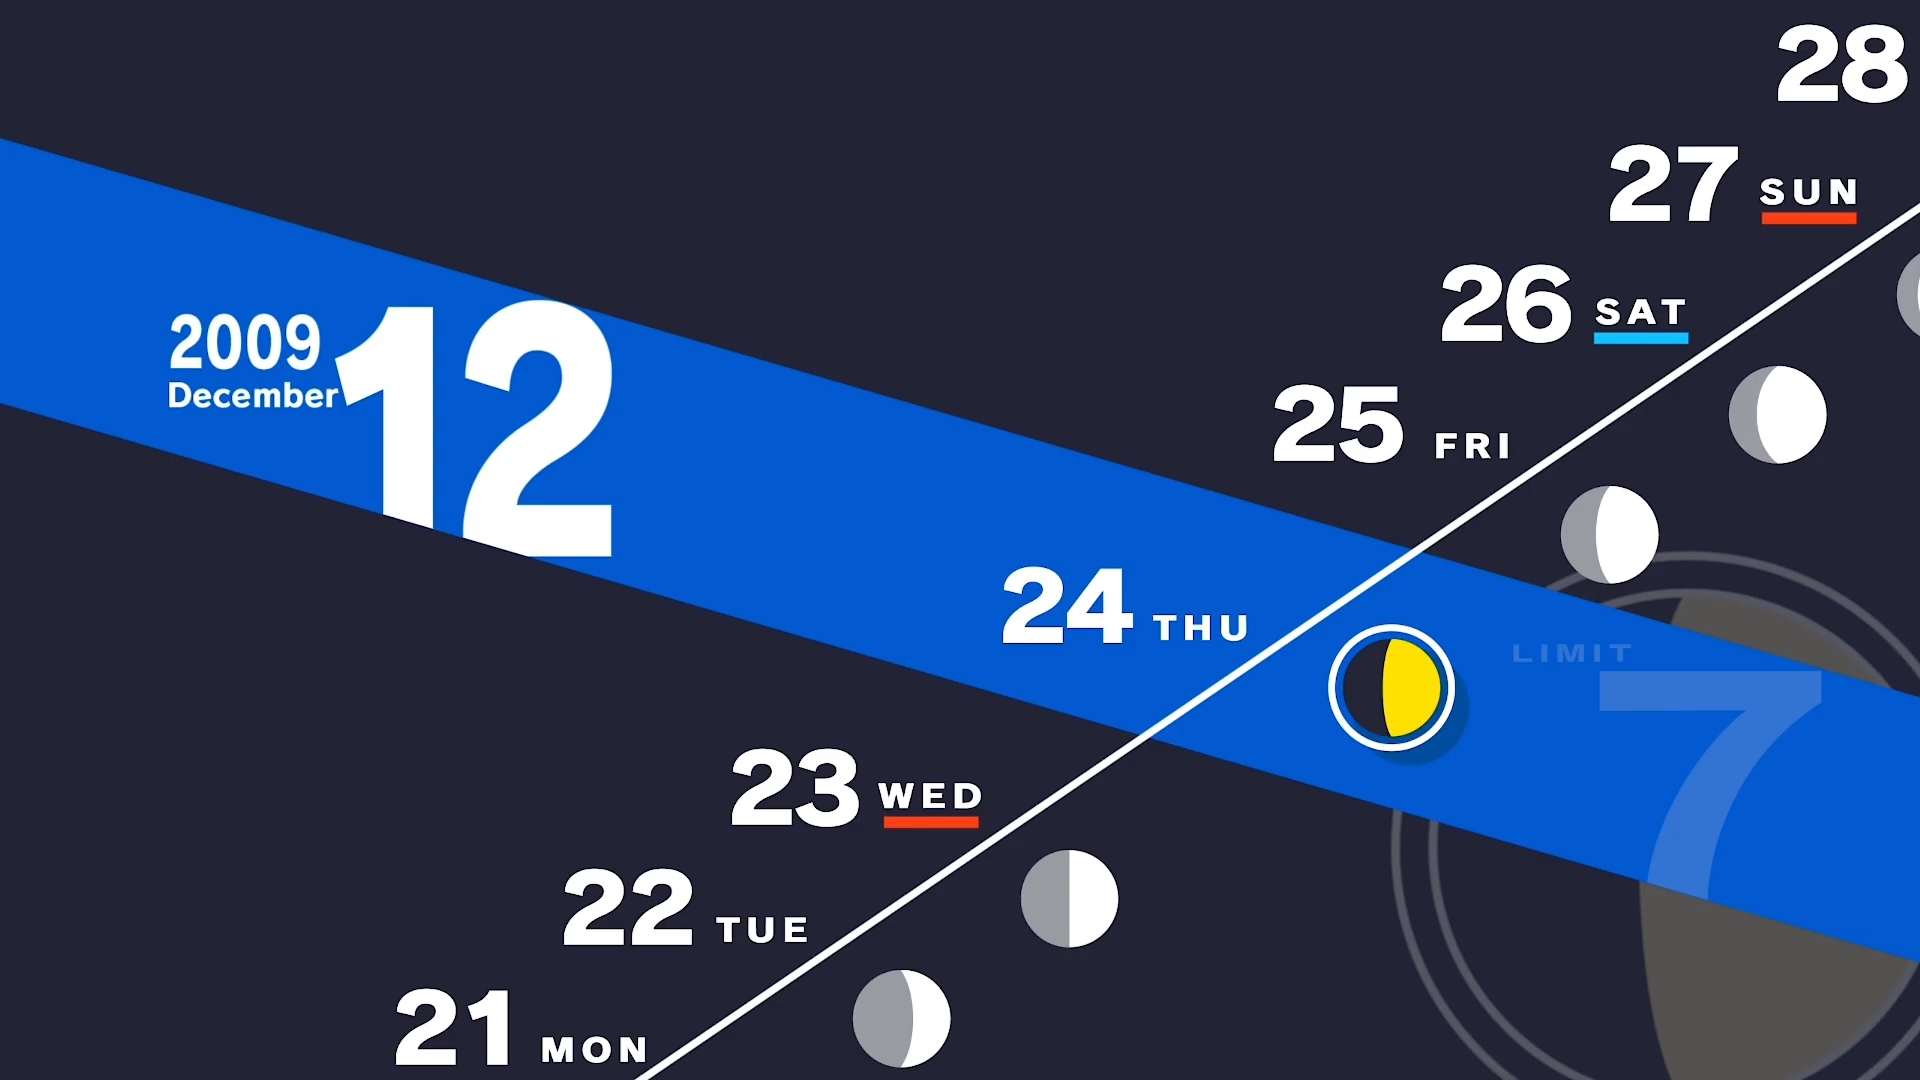 28
27 SUN
26 SAT
2009
December
12
25 FRI
24 THU
LIMIT
7
23 WED
22 TUE
21 MON